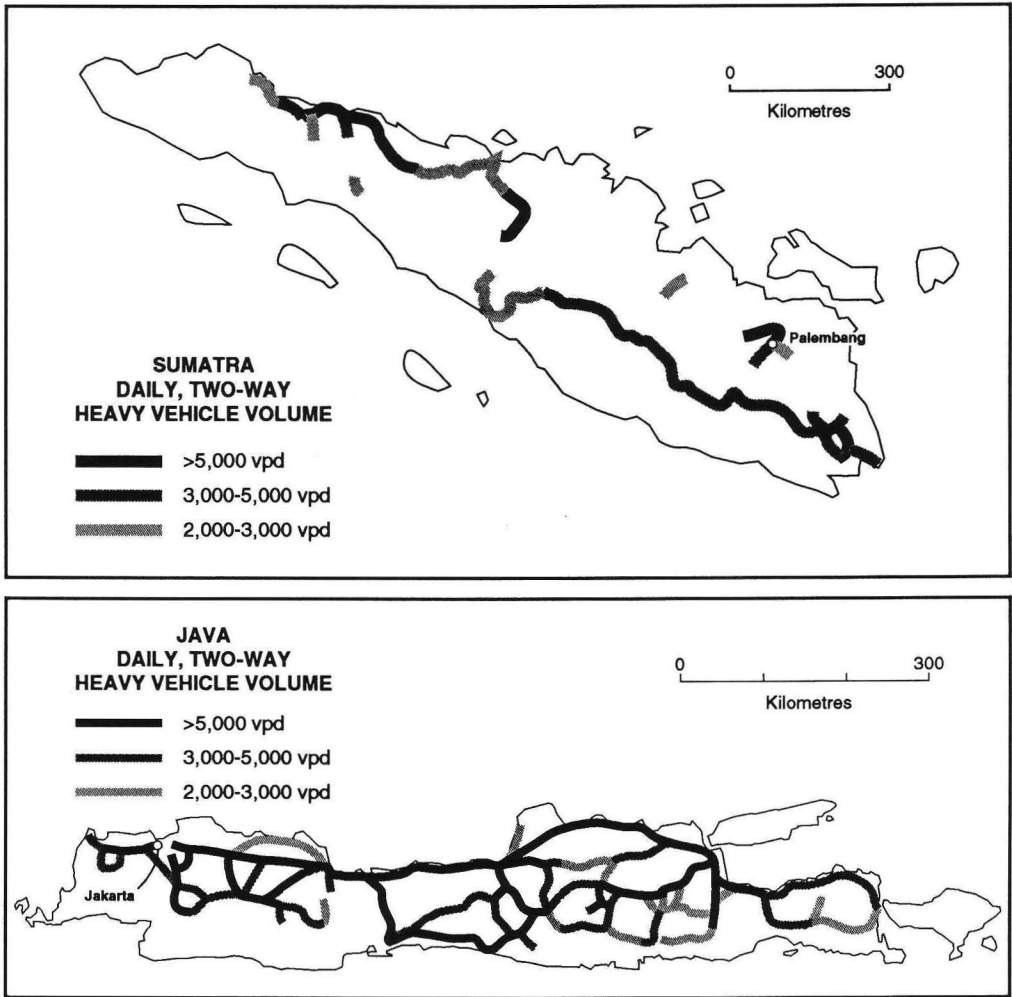 0 300
Kilometres
Palembang
SUMATRA
DAILY, TWO-WAY
HEAVY VEHICLE VOLUME
>5,000 vpd
3,000-5,000 vpd
2,000-3,000 vpd
JAVA
DAILY, TWO-WAY
HEAVY VEHICLE VOLUME
0 300
Kilometres
>5,000 vpd
3,000-5,000 vpd
2,000-3,000 vpd
Jakarta